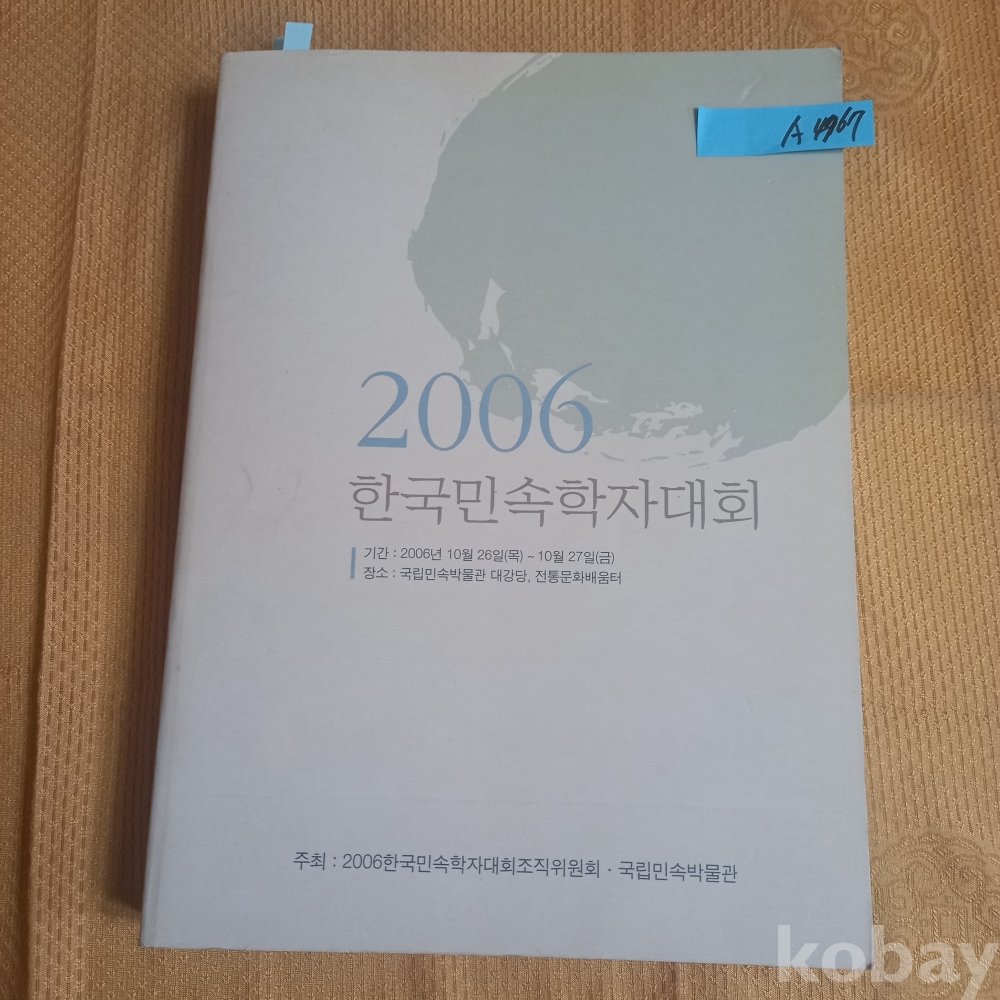 A 4967
2006
한국민속학자대회
기간 : 2006년 10월 26일(목) ~ 10월 27일(금)
장소 : 국립민속박물관 대강당, 전통문화배움터
주최 : 2006한국민속학자대회조직위원회 · 국립민속박물관
kobay